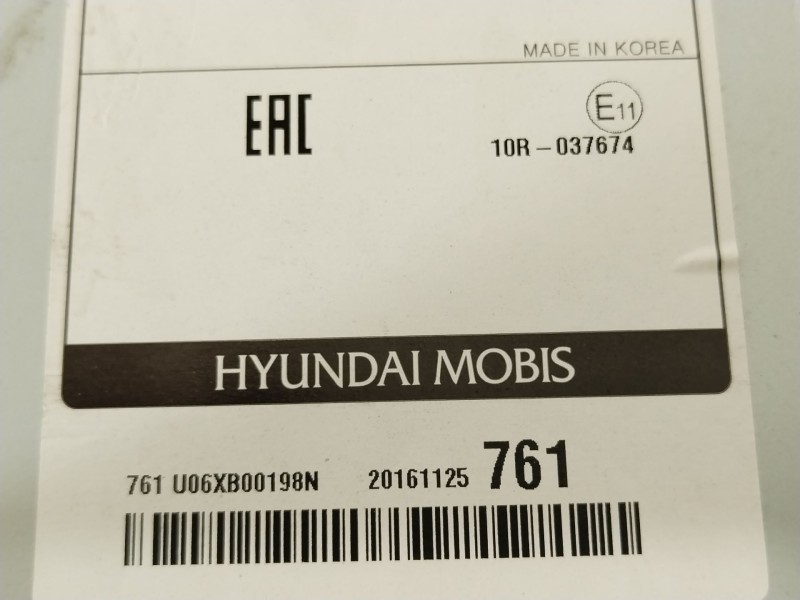 MADE IN KOREA
EAC
E11
10R-037674
HYUNDAI MOBIS
761 U06XB00198N 20161125 761